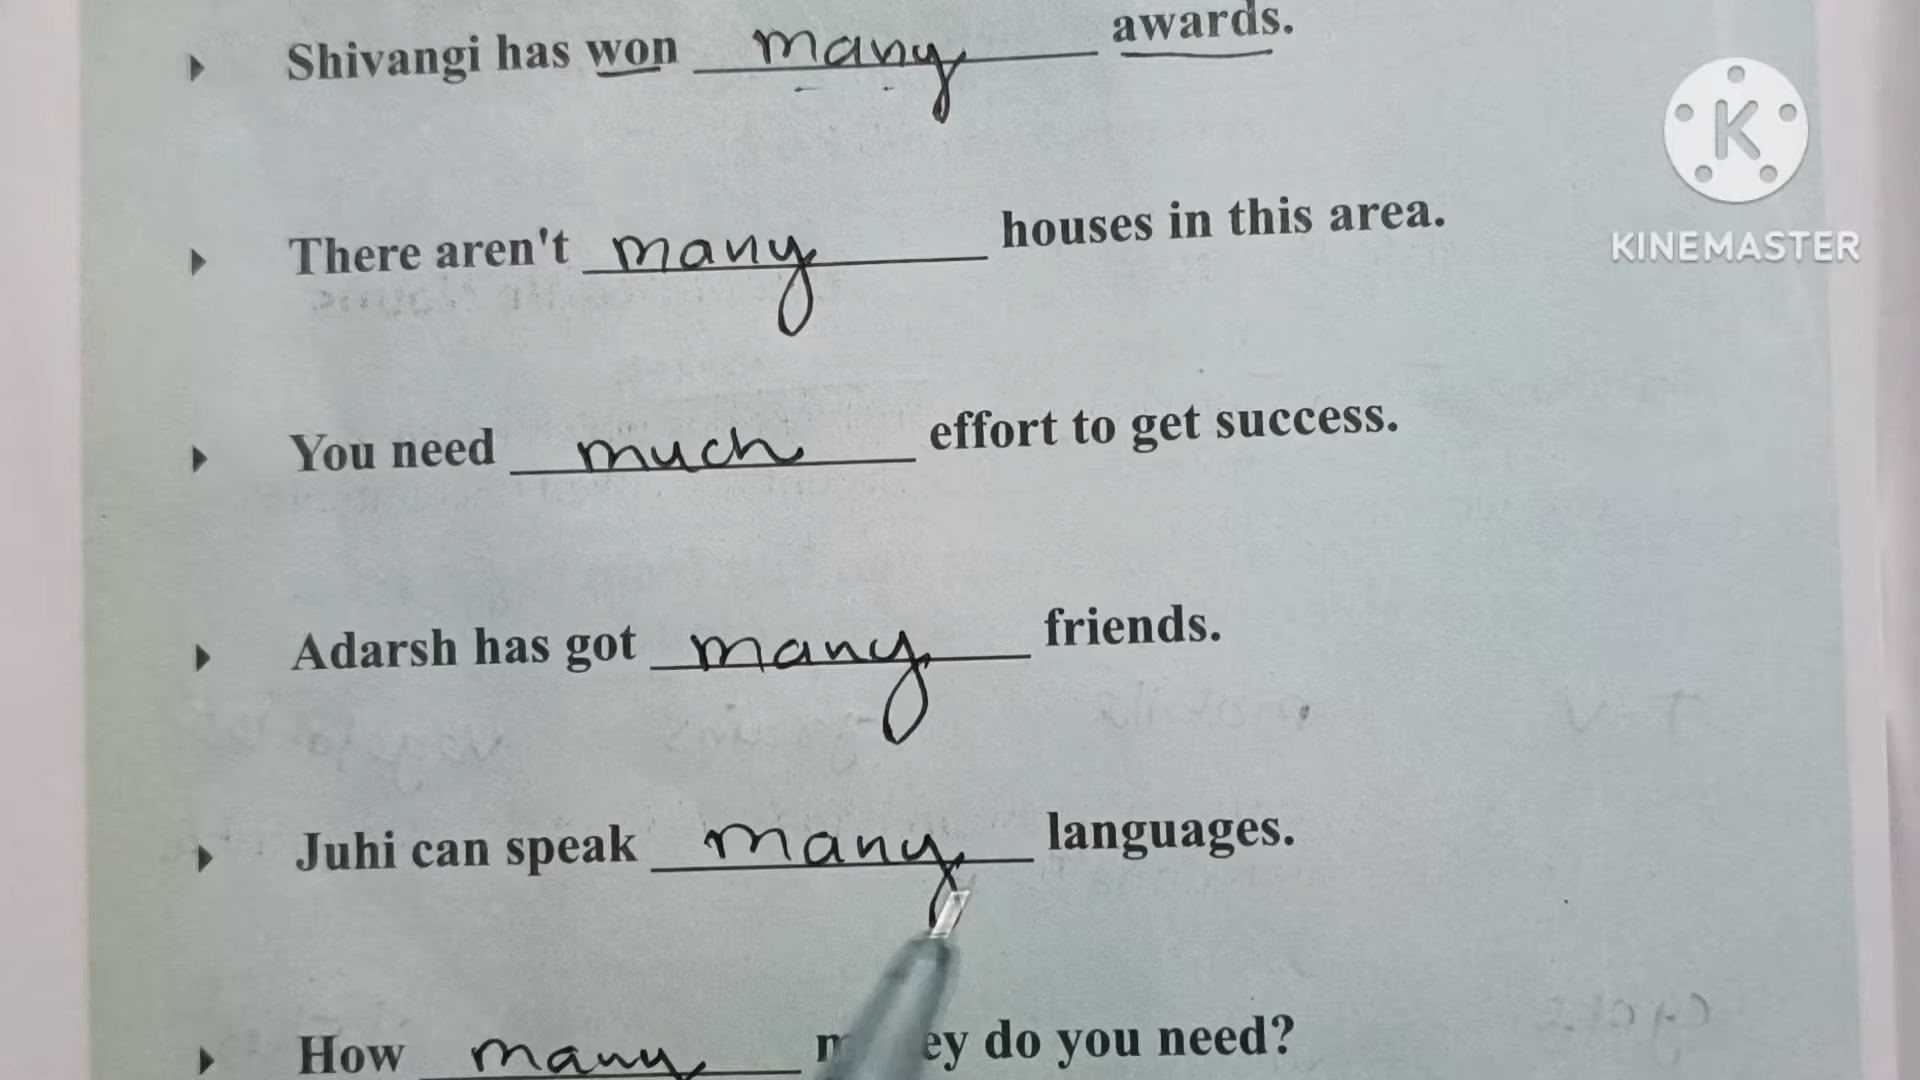 Shivangi has won many awards.
There aren't many houses in this area.
You need much effort to get success.
Adarsh has got many friends.
Juhi can speak many languages.
How many do you need?
KINEMASTER